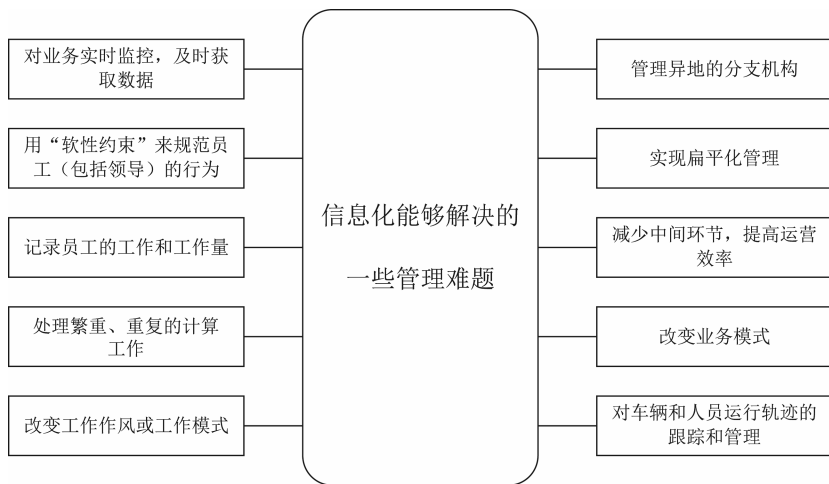 对业务实时监控，及时获
取数据
用“软性约束”来规范员
工（包括领导）的行为
记录员工的工作和工作量
处理繁重、重复的计算
工作
改变工作作风或工作模式
信息化能够解决的
一些管理难题
管理异地的分支机构
实现扁平化管理
减少中间环节，提高运营
效率
改变业务模式
对车辆和人员运行轨迹的
跟踪和管理